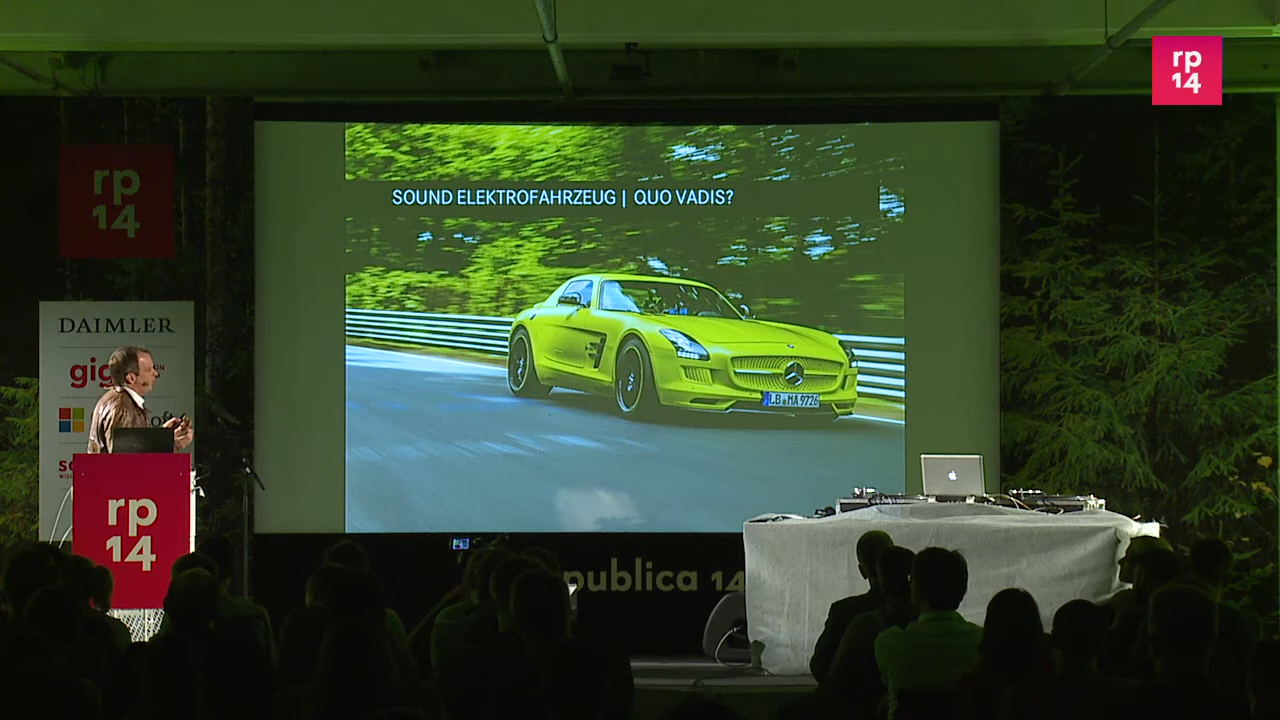 rp
14
rp
14
SOUND ELEKTROFAHRZEUG | QUO VADIS?
DAIMLER
LB MA 9726
rp
14
publica 14